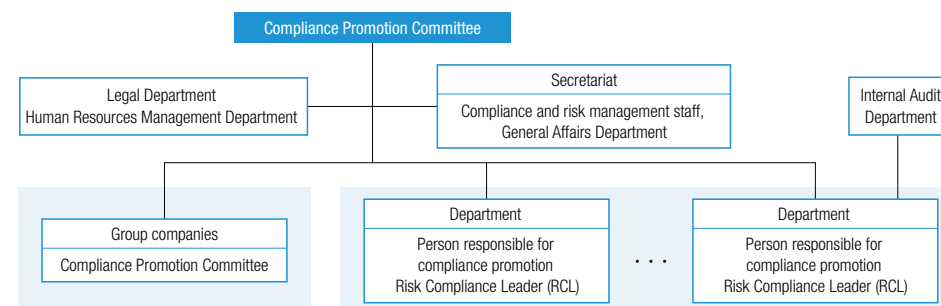 Compliance Promotion Committee
Legal Department
Human Resources Management Department
Secretariat
Compliance and risk management staff,
General Affairs Department
Internal Audit
Department
Group companies
Compliance Promotion Committee
Department
Person responsible for
compliance promotion
Risk Compliance Leader (RCL)
. . .
Department
Person responsible for
compliance promotion
Risk Compliance Leader (RCL)